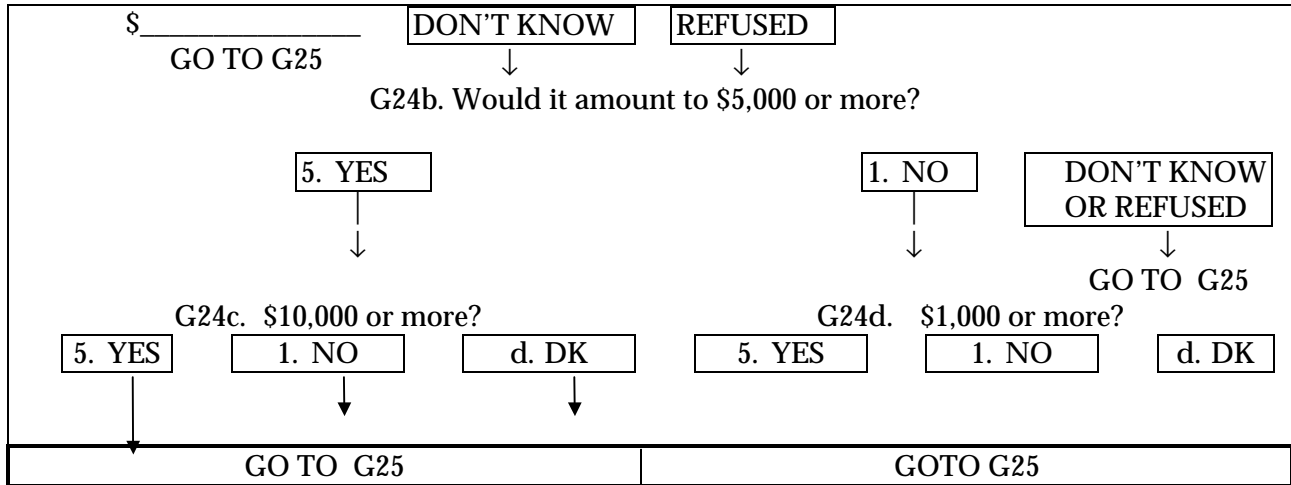 $_______________ DON'T KNOW REFUSED
GO TO G25
G24b. Would it amount to $5,000 or more?
5. YES 1. NO DON'T KNOW
OR REFUSED
GO TO G25
G24c. $10,000 or more? G24d. $1,000 or more?
5. YES 1. NO d. DK 5. YES 1. NO d. DK
GO TO G25 GOTO G25